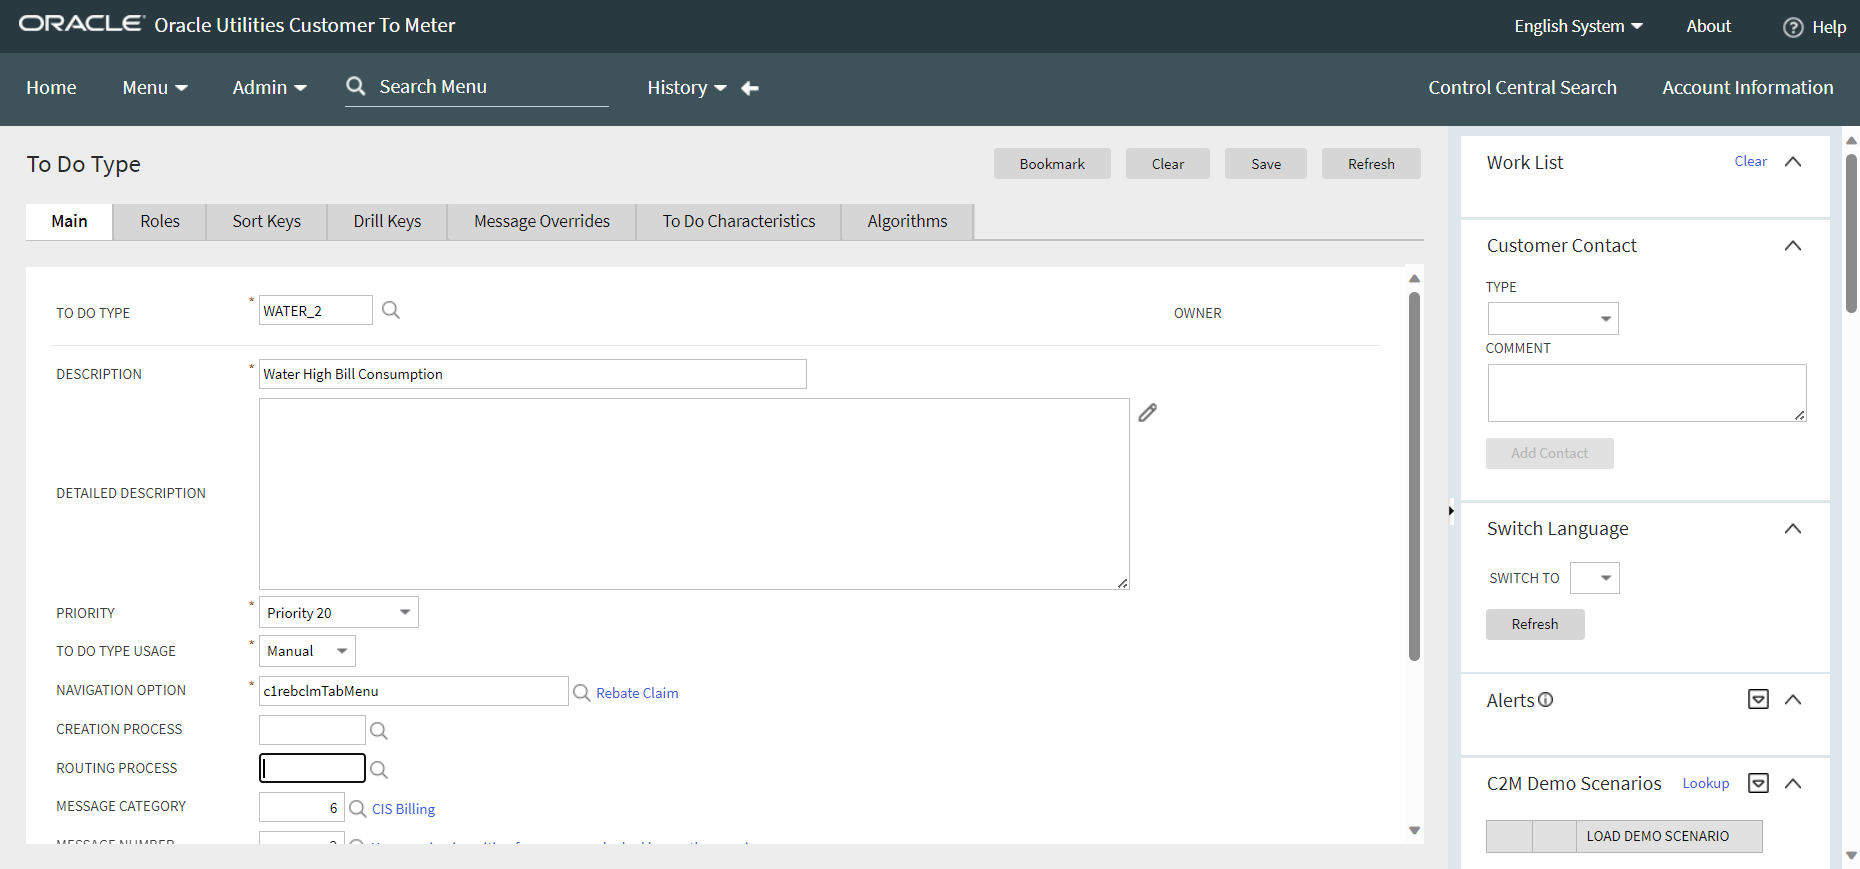 ORACLE Oracle Utilities Customer To Meter
English System About Help
Home Menu Admin Search Menu History Control Central Search Account Information
To Do Type
Bookmark Clear Save Refresh
Main Roles Sort Keys Drill Keys Message Overrides To Do Characteristics Algorithms
TO DO TYPE * WATER_2 OWNER
DESCRIPTION * Water High Bill Consumption
DETAILED DESCRIPTION
PRIORITY * Priority 20
TO DO TYPE USAGE * Manual
NAVIGATION OPTION * c1rebclmTabMenu Rebate Claim
CREATION PROCESS
ROUTING PROCESS
MESSAGE CATEGORY 6 CIS Billing
MESSAGE NUMBER
Work List Clear
Customer Contact
TYPE
COMMENT
Add Contact
Switch Language
SWITCH TO
Refresh
Alerts
C2M Demo Scenarios Lookup
LOAD DEMO SCENARIO